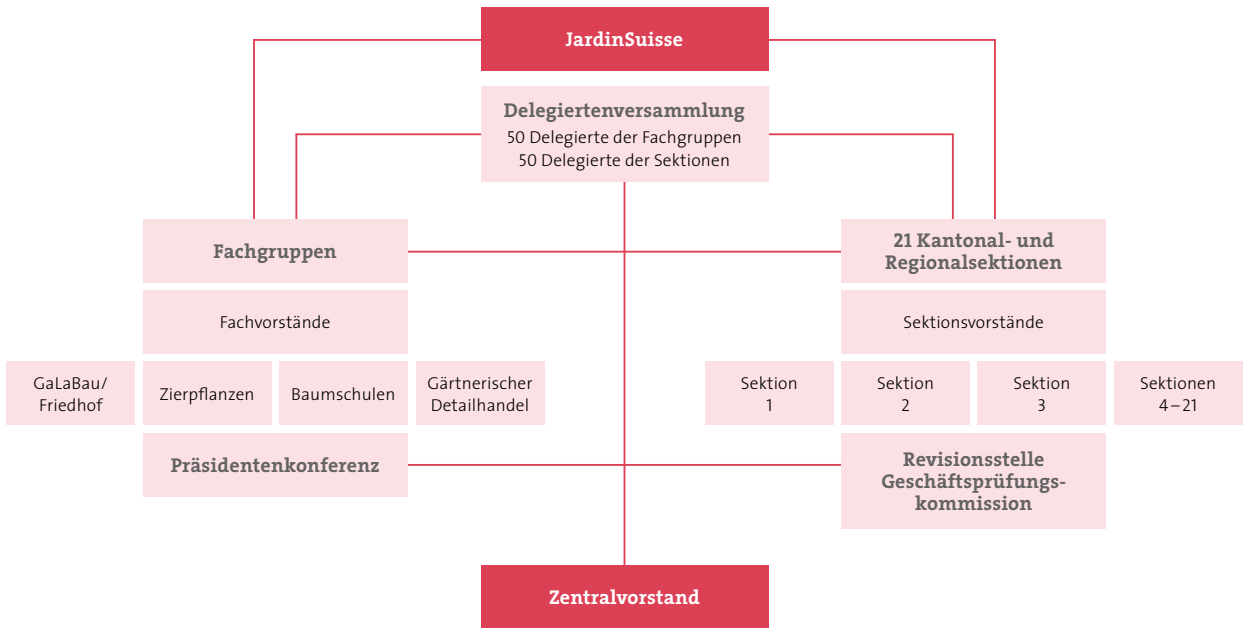 JardinSuisse
Delegiertenversammlung
50 Delegierte der Fachgruppen
50 Delegierte der Sektionen
Fachgruppen
21 Kantonal- und
Regionalsektionen
Fachvorstände
Sektionsvorstände
GaLaBau/
Friedhof
Zierpflanzen
Baumschulen
Gärtnerischer
Detailhandel
Sektion
1
Sektion
2
Sektion
3
Sektionen
4–21
Präsidentenkonferenz
Revisionsstelle
Geschäftsprüfungs-
kommission
Zentralvorstand